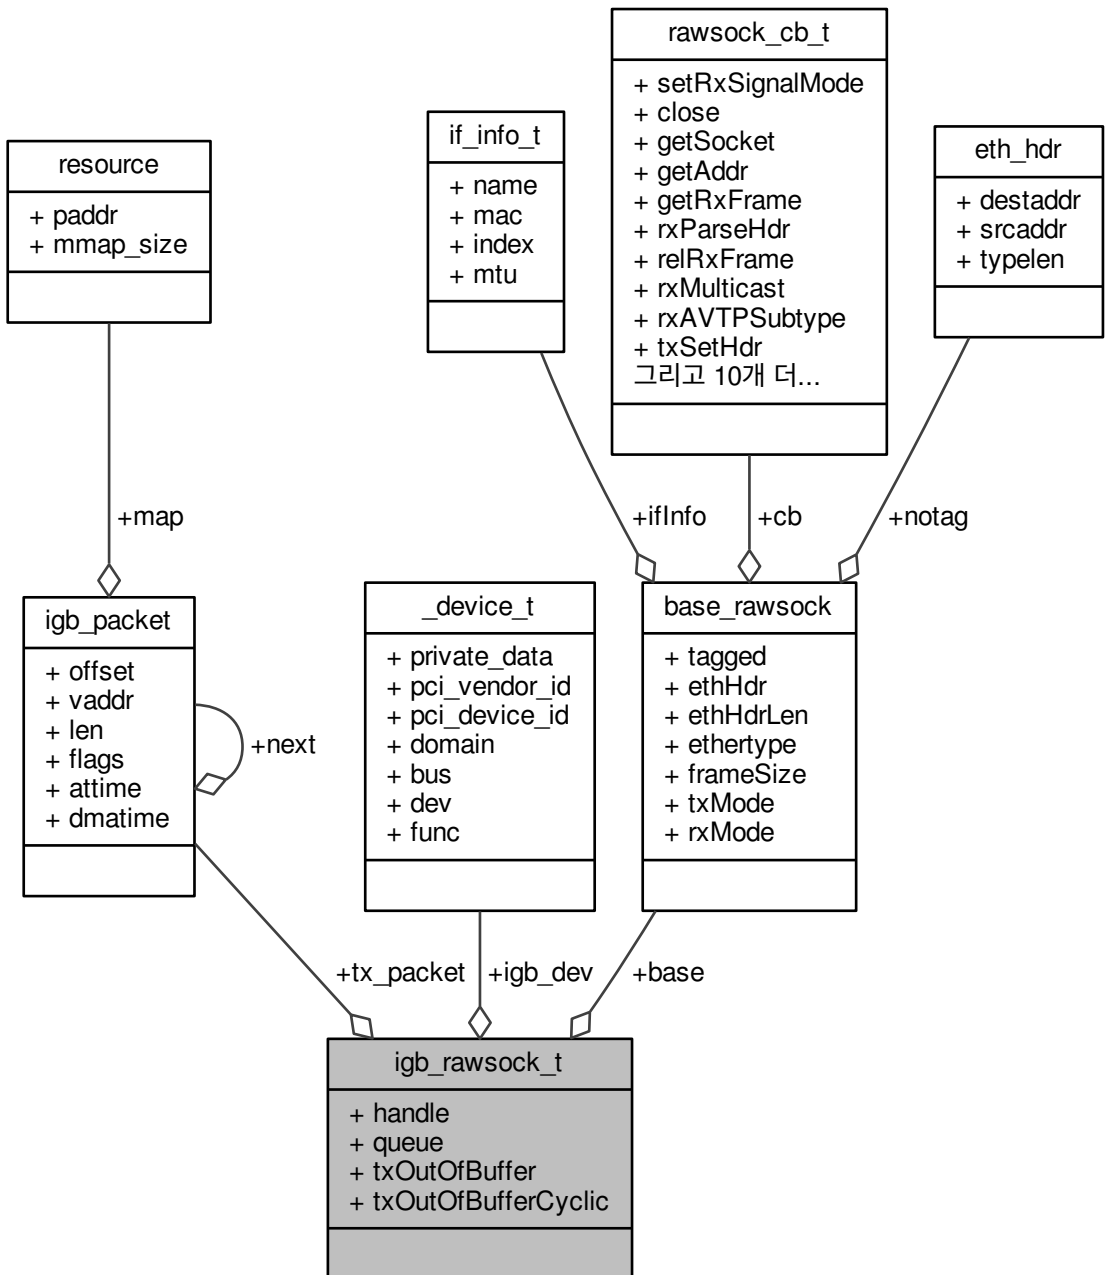 rawsock_cb_t
+ setRxSignalMode
+ close
+ getSocket
+ getAddr
+ getRxFrame
+ rxParseHdr
+ relRxFrame
+ rxMulticast
+ rxAVTPSubtype
+ txSetHdr
그리고 10개 더...
if_info_t
+ name
+ mac
+ index
+ mtu
eth_hdr
+ destaddr
+ srcaddr
+ typelen
resource
+ paddr
+ mmap_size
+map
+ifInfo
+cb
+notag
igb_packet
+ offset
+ vaddr
+ len
+ flags
+ attime
+ dmatime
+next
_device_t
+ private_data
+ pci_vendor_id
+ pci_device_id
+ domain
+ bus
+ dev
+ func
base_rawsock
+ tagged
+ ethHdr
+ ethHdrLen
+ ethertype
+ frameSize
+ txMode
+ rxMode
+tx_packet
+igb_dev
+base
igb_rawsock_t
+ handle
+ queue
+ txOutOfBuffer
+ txOutOfBufferCyclic